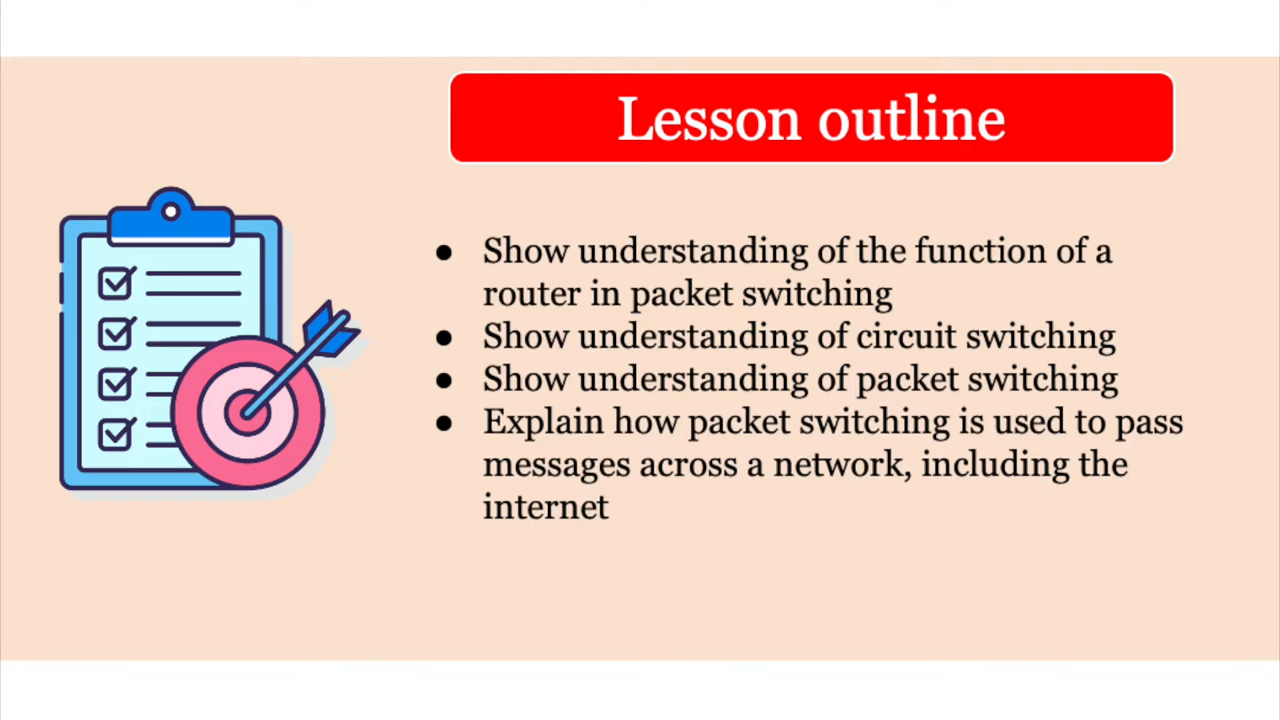 Lesson outline
● Show understanding of the function of a
router in packet switching
● Show understanding of circuit switching
● Show understanding of packet switching
● Explain how packet switching is used to pass
messages across a network, including the
internet